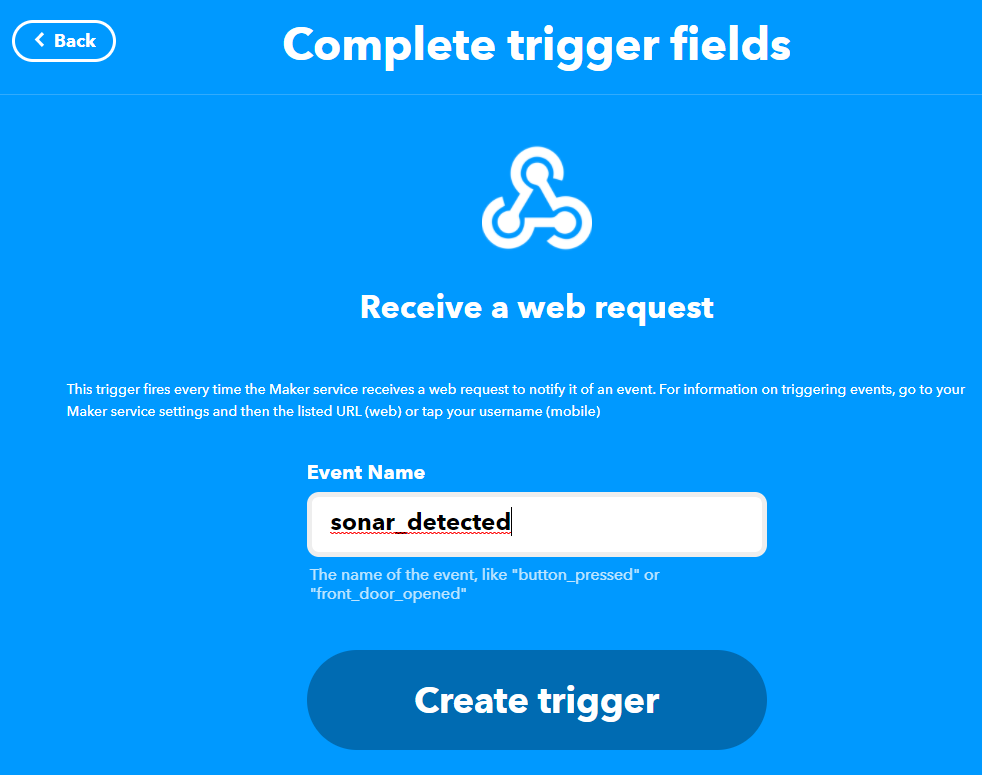 Back
Complete trigger fields
Receive a web request
This trigger fires every time the Maker service receives a web request to notify it of an event. For information on triggering events, go to your
Maker service settings and then the listed URL (web) or tap your username (mobile)
Event Name
sonar_detected
The name of the event, like "button_pressed" or
"front_door_opened"
Create trigger